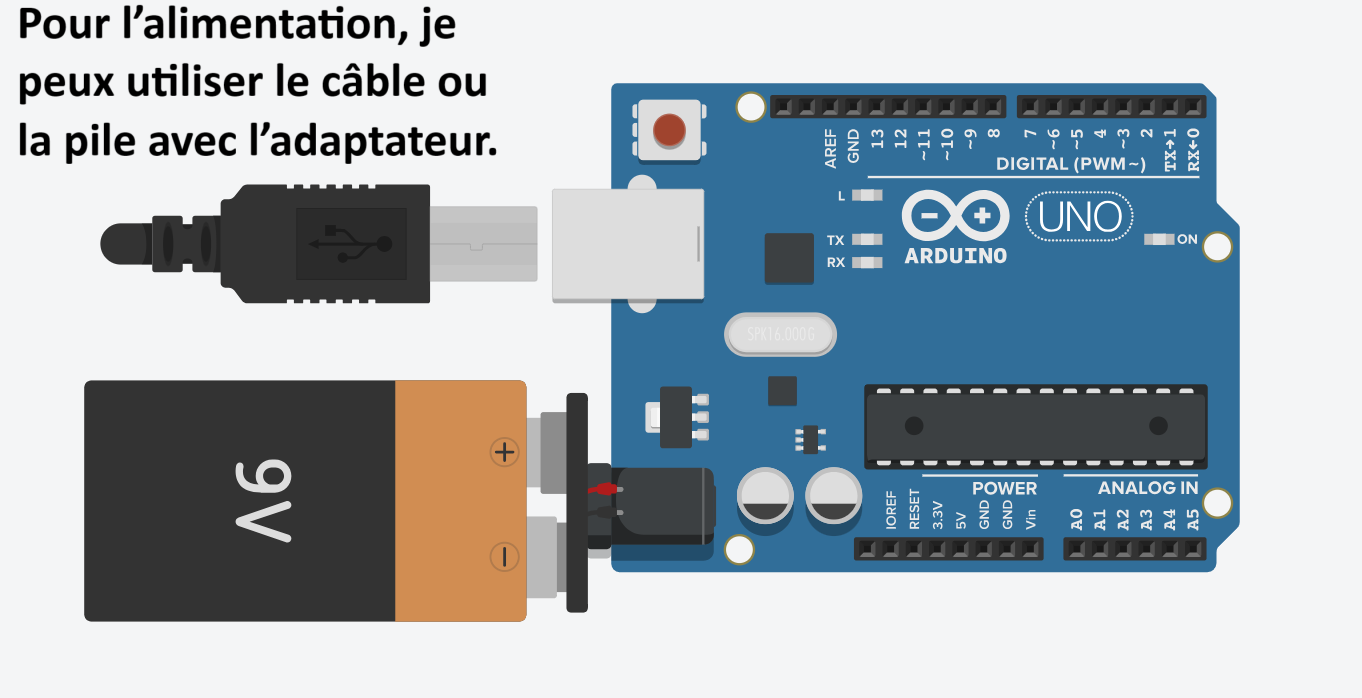 Pour l'alimentation, je
peux utiliser le câble ou
la pile avec l'adaptateur.
AREF
GND
13
12
~11
~10
~9
8
7
~6
~5
4
~3
2
TX→1
RX←0
DIGITAL (PWM~)
L
TX
RX
ARDUINO
UNO
ON
SPK16.000G
9V
+
-
POWER
ANALOG IN
IOREF
RESET
3.3V
5V
GND
GND
Vin
A0
A1
A2
A3
A4
A5